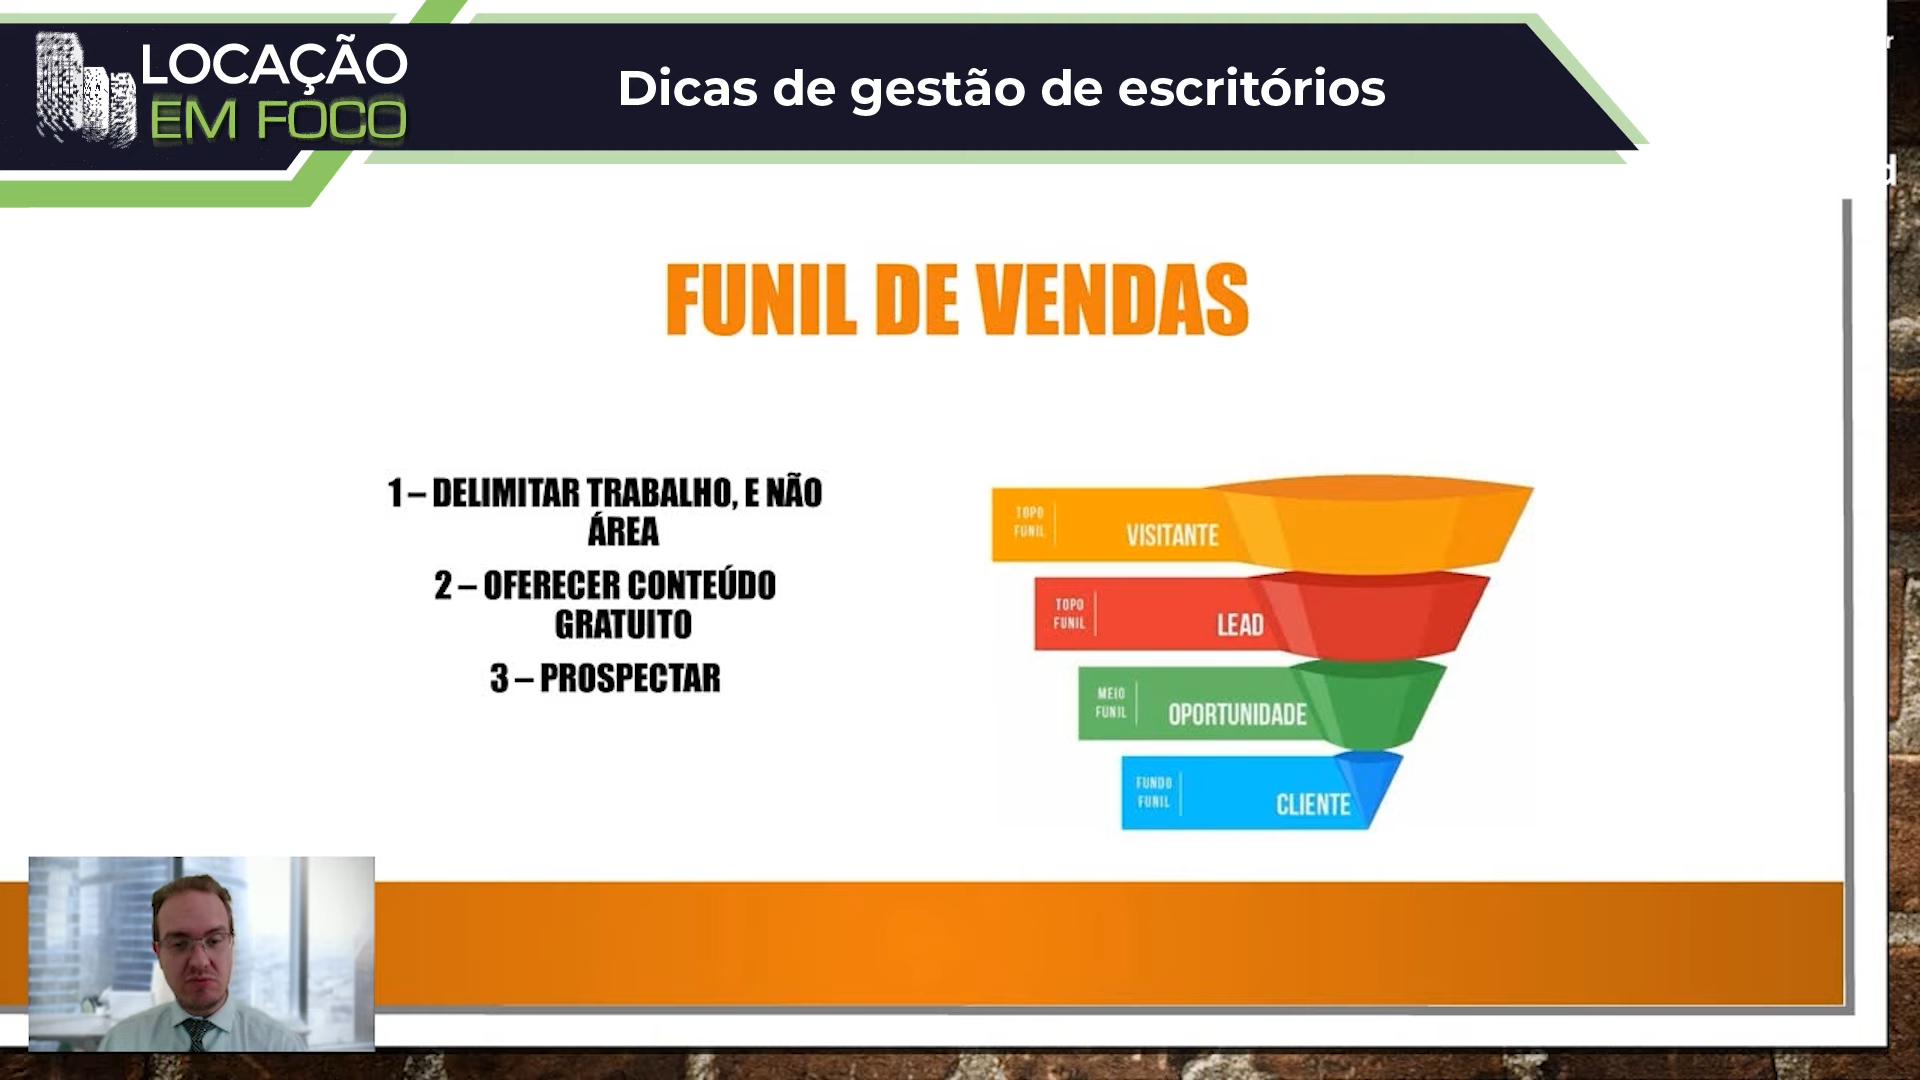 LOCAÇÃO
EM FOCO
Dicas de gestão de escritórios
FUNIL DE VENDAS
1 – DELIMITAR TRABALHO, E NÃO
ÁREA
2 – OFERECER CONTEÚDO
GRATUITO
3 – PROSPECTAR
TOPO
FUNIL
VISITANTE
TOPO
FUNIL
LEAD
MEIO
FUNIL
OPORTUNIDADE
FUNDO
FUNIL
CLIENTE